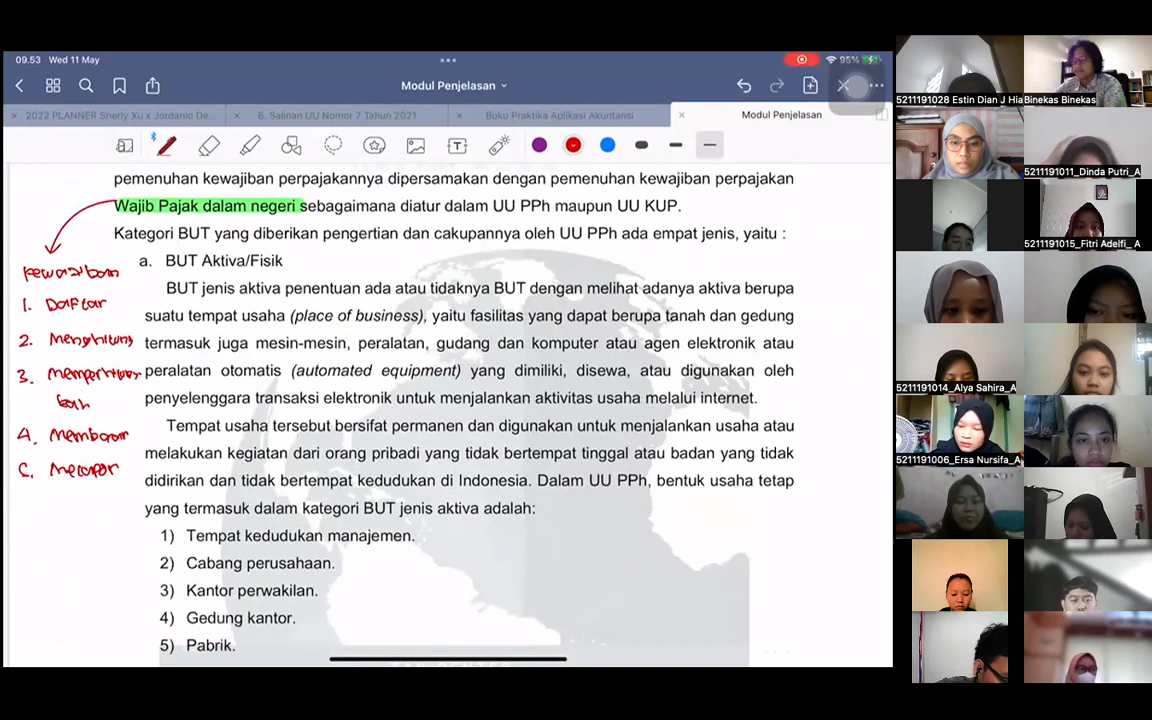 09.53 Wed 11 May
95%
Modul Penjelasan
2022 PLANNER Sherly Xu x Jordanio De...
6. Salinan UU Nomor 7 Tahun 2021
Buku Praktika Aplikasi Akuntansi
Modul Penjelasan
pemenuhan kewajiban perpajakannya dipersamakan dengan pemenuhan kewajiban perpajakan
Wajib Pajak dalam negeri sebagaimana diatur dalam UU PPh maupun UU KUP.
Kategori BUT yang diberikan pengertian dan cakupannya oleh UU PPh ada empat jenis, yaitu :
a. BUT Aktiva/Fisik
BUT jenis aktiva penentuan ada atau tidaknya BUT dengan melihat adanya aktiva berupa
suatu tempat usaha (place of business), yaitu fasilitas yang dapat berupa tanah dan gedung
termasuk juga mesin-mesin, peralatan, gudang dan komputer atau agen elektronik atau
peralatan otomatis (automated equipment) yang dimiliki, disewa, atau digunakan oleh
penyelenggara transaksi elektronik untuk menjalankan aktivitas usaha melalui internet.
Tempat usaha tersebut bersifat permanen dan digunakan untuk menjalankan usaha atau
melakukan kegiatan dari orang pribadi yang tidak bertempat tinggal atau badan yang tidak
didirikan dan tidak bertempat kedudukan di Indonesia. Dalam UU PPh, bentuk usaha tetap
yang termasuk dalam kategori BUT jenis aktiva adalah:
1) Tempat kedudukan manajemen.
2) Cabang perusahaan.
3) Kantor perwakilan.
4) Gedung kantor.
5) Pabrik.
kewajiban
1. Daftar
2. Menghitung
3.
4. Membayar
Melapor
5211191028 Estin Dian J Hia
Binekas Binekas
5211191011_Dinda Putri_A
5211191015_Fitri Adelfi_ A
5211191014_Alya Sahira_A
5211191006_Ersa Nursifa_A